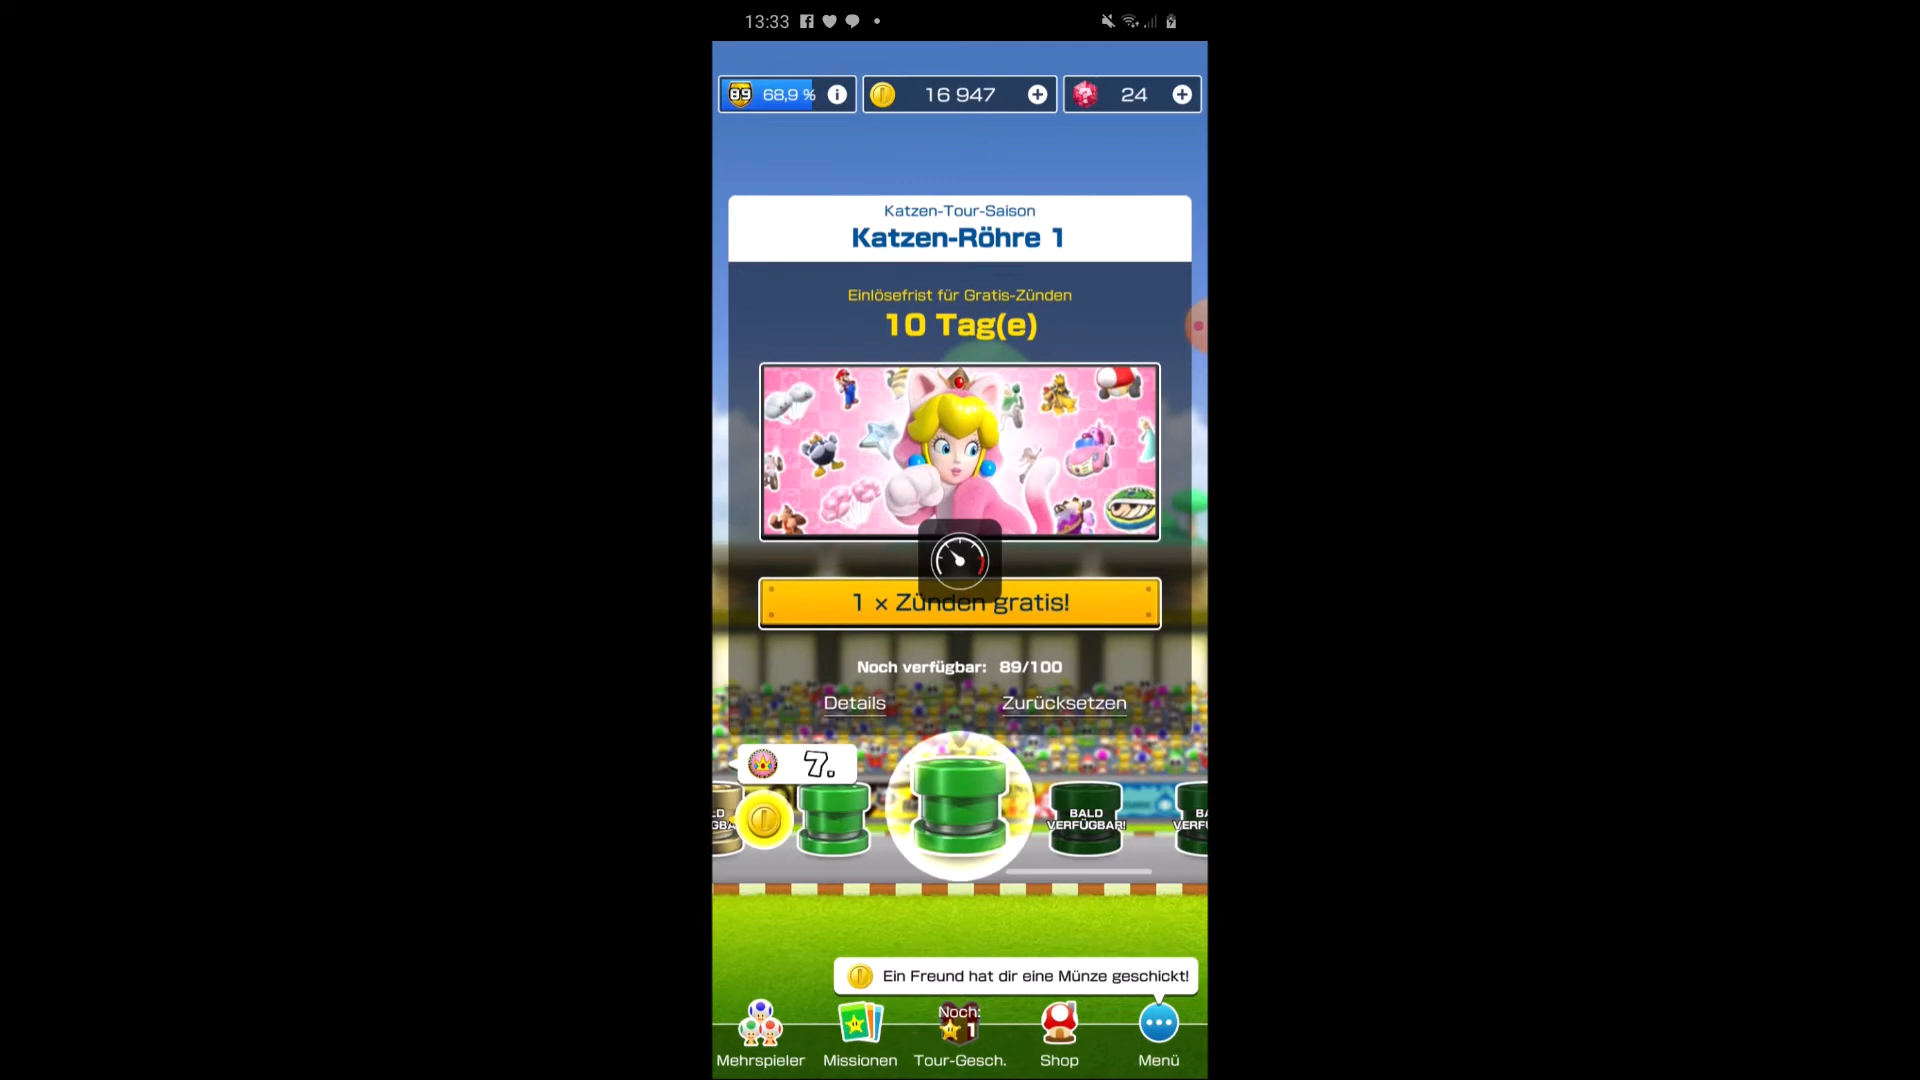 13:33
89 68,9 % i
16 947
24
Katzen-Tour-Saison
Katzen-Röhre 1
Einlösefrist für Gratis-Zünden
10 Tag(e)
1 × Zünden gratis!
Noch verfügbar: 89/100
Details
Zurücksetzen
7.
BALD
VERFÜGBAR!
Ein Freund hat dir eine Münze geschickt!
Noch:
1
Mehrspieler
Missionen
Tour-Gesch.
Shop
Menü